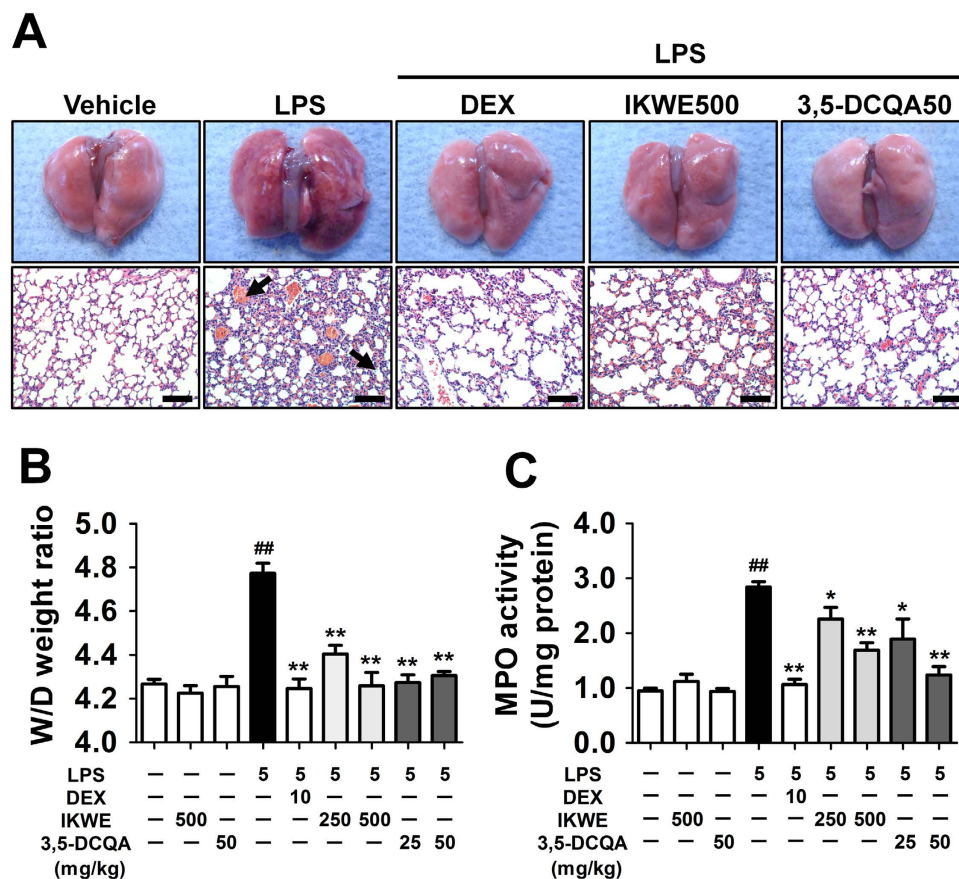 A
LPS
Vehicle LPS DEX IKWE500 3,5-DCQA50
B
W/D weight ratio
5.0
4.8
4.6
4.4
4.2
4.0
##
**
**
**
**
**
LPS – – – 5 5 5 5 5 5
DEX – – – – 10 – – – –
IKWE – 500 – – – 250 500 – –
3,5-DCQA – – 50 – – – – 25 50
(mg/kg)
C
MPO activity
(U/mg protein)
4.0
3.0
2.0
1.0
0.0
##
**
*
**
*
**
LPS – – – 5 5 5 5 5 5
DEX – – – – 10 – – – –
IKWE – 500 – – – 250 500 – –
3,5-DCQA – – 50 – – – – 25 50
(mg/kg)